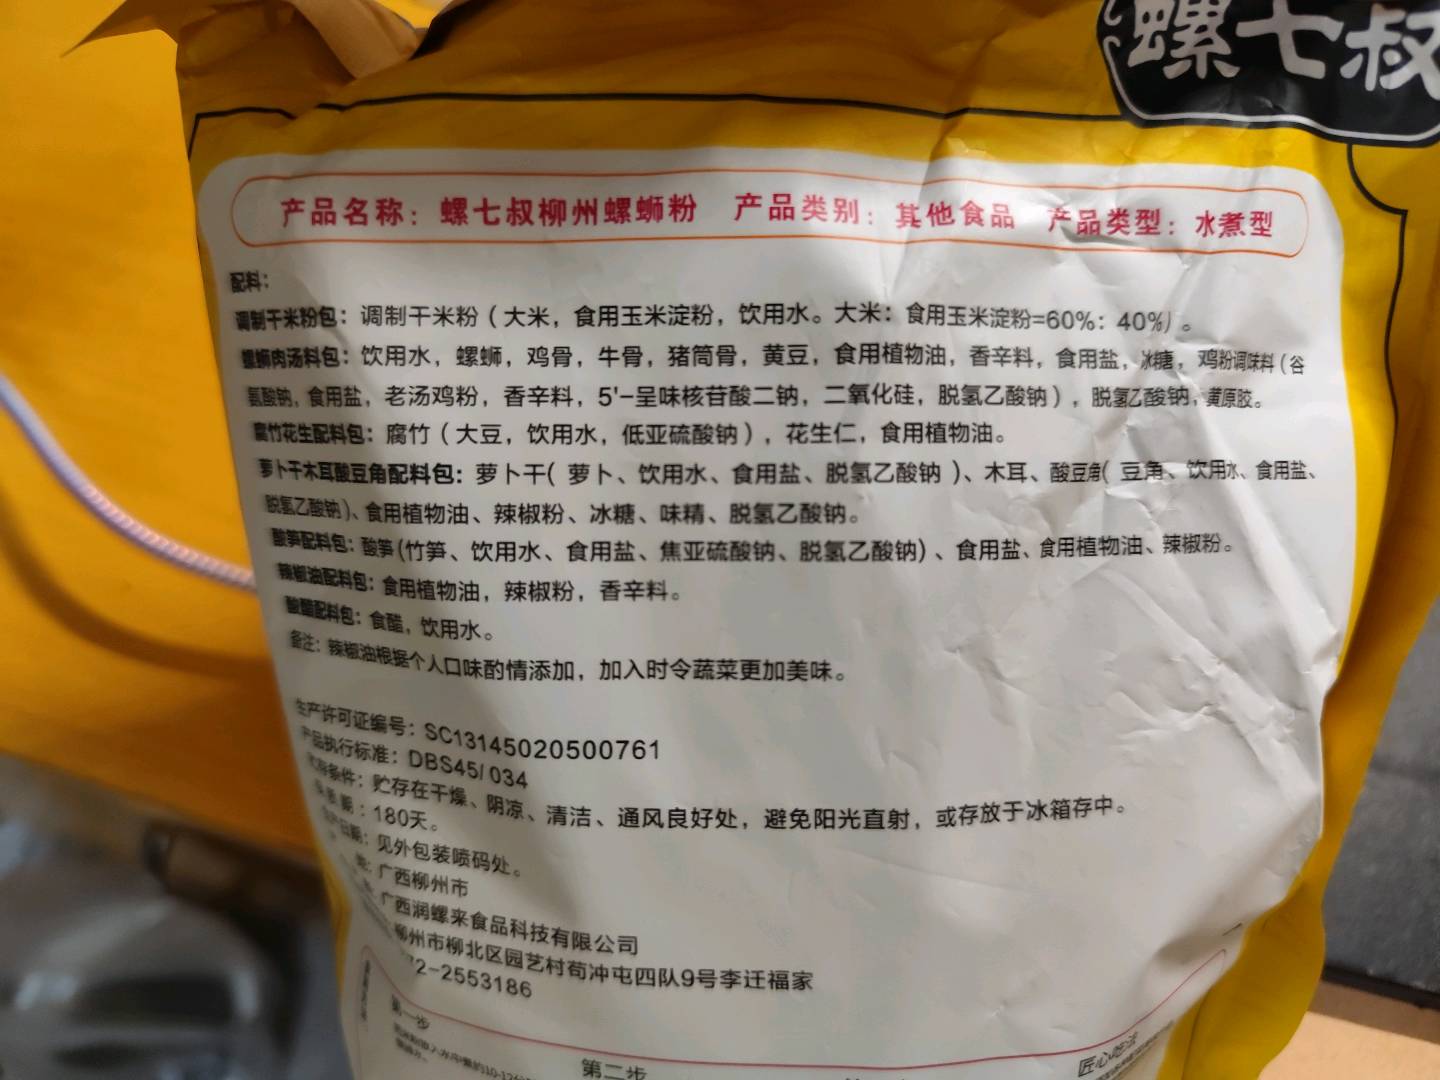 螺七叔
产品名称：螺七叔柳州螺蛳粉 产品类别：其他食品 产品类型：水煮型
配料：
调制干米粉包：调制干米粉（大米，食用玉米淀粉，饮用水。大米：食用玉米淀粉=60%：40%）。
螺蛳肉汤料包：饮用水，螺蛳，鸡骨，牛骨，猪筒骨，黄豆，食用植物油，香辛料，食用盐，冰糖，鸡粉调味料（谷
氨酸钠，食用盐，老汤鸡粉，香辛料，5'-呈味核苷酸二钠，二氧化硅，脱氢乙酸钠），脱氢乙酸钠，黄原胶。
腐竹花生配料包：腐竹（大豆，饮用水，低亚硫酸钠），花生仁，食用植物油。
萝卜干木耳酸豆角配料包：萝卜干（萝卜、饮用水、食用盐、脱氢乙酸钠）、木耳、酸豆角（豆角、饮用水、食用盐、
脱氢乙酸钠）、食用植物油、辣椒粉、冰糖、味精、脱氢乙酸钠。
酸笋配料包：酸笋（竹笋、饮用水、食用盐、焦亚硫酸钠、脱氢乙酸钠）、食用盐、食用植物油、辣椒粉。
辣椒油配料包：食用植物油，辣椒粉，香辛料。
酸醋配料包：食醋，饮用水。
备注：辣椒油根据个人口味酌情添加，加入时令蔬菜更加美味。
生产许可证编号：SC13145020500761
产品执行标准：DBS45/034
贮存条件：贮存在干燥、阴凉、清洁、通风良好处，避免阳光直射，或存放于冰箱存中。
保质期：180天。
生产日期：见外包装喷码处。
广西柳州市
广西润螺来食品科技有限公司
柳州市柳北区园艺村苟冲屯四队9号李迁福家
72-2553186
第一步
第二步
匠心吃法